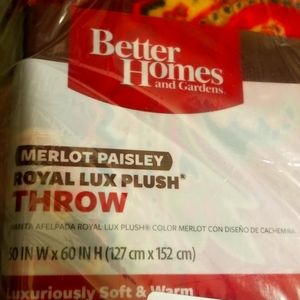 Better
Homes
and Gardens
MERLOT PAISLEY
ROYAL LUX PLUSH®
THROW
MANTA AFELPADA ROYAL LUX PLUSH® COLOR MERLOT CON DISEÑO DE CACHEMIRA
50 IN W x 60 IN H (127 cm x 152 cm)
Luxuriously Soft & Warm